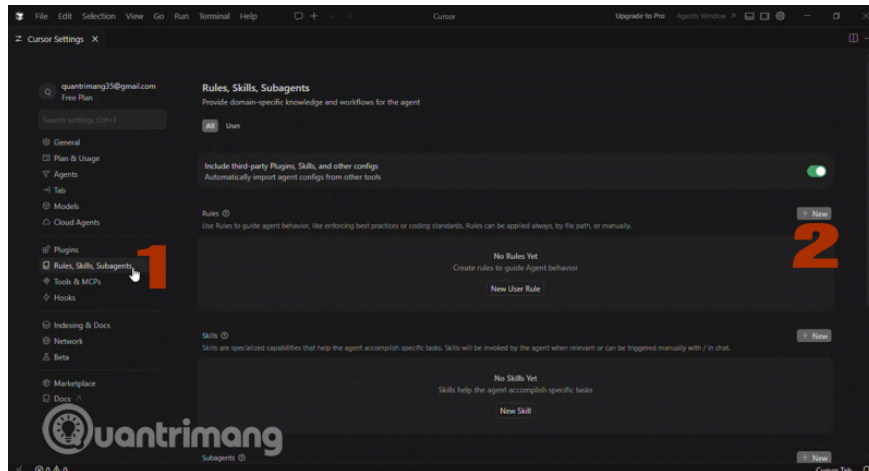 File Edit Selection View Go Run Terminal Help
Cursor
Upgrade to Pro Agents Window
Cursor Settings
Q quantrimang35@gmail.com
Free Plan
Search settings Ctrl+F
General
Plan & Usage
Agents
Tab
Models
Cloud Agents
Plugins
Rules, Skills, Subagents
Tools & MCPs
Hooks
Indexing & Docs
Network
Beta
Marketplace
Docs
1
Rules, Skills, Subagents
Provide domain-specific knowledge and workflows for the agent
All User
Include third-party Plugins, Skills, and other configs
Automatically import agent configs from other tools
Rules
+ New
Use Rules to guide agent behavior, like enforcing best practices or coding standards. Rules can be applied always, by file path, or manually.
2
No Rules Yet
Create rules to guide Agent behavior
New User Rule
Skills
+ New
Skills are specialized capabilities that help the agent accomplish specific tasks. Skills will be invoked by the agent when relevant or can be triggered manually with / in chat.
No Skills Yet
Skills help the agent accomplish specific tasks
New Skill
Subagents
+ New
Quantrimang
0 0
Cursor Tab